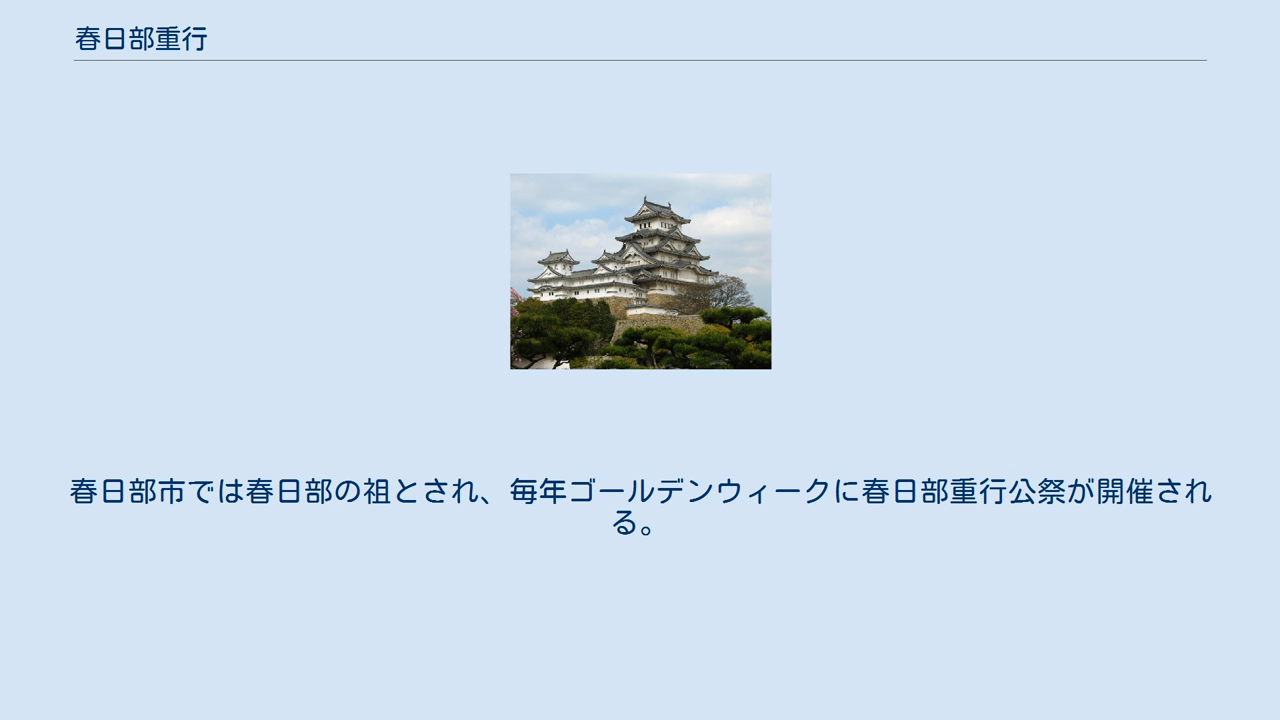 春日部重行
春日部市では春日部の祖とされ、毎年ゴールデンウィークに春日部重行公祭が開催され
る。